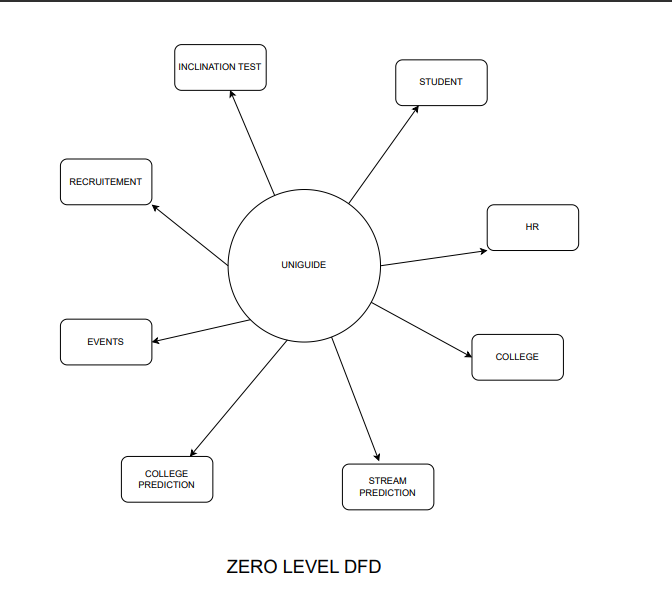 INCLINATION TEST
STUDENT
RECRUITEMENT
HR
UNIGUIDE
EVENTS
COLLEGE
COLLEGE
PREDICTION
STREAM
PREDICTION
ZERO LEVEL DFD